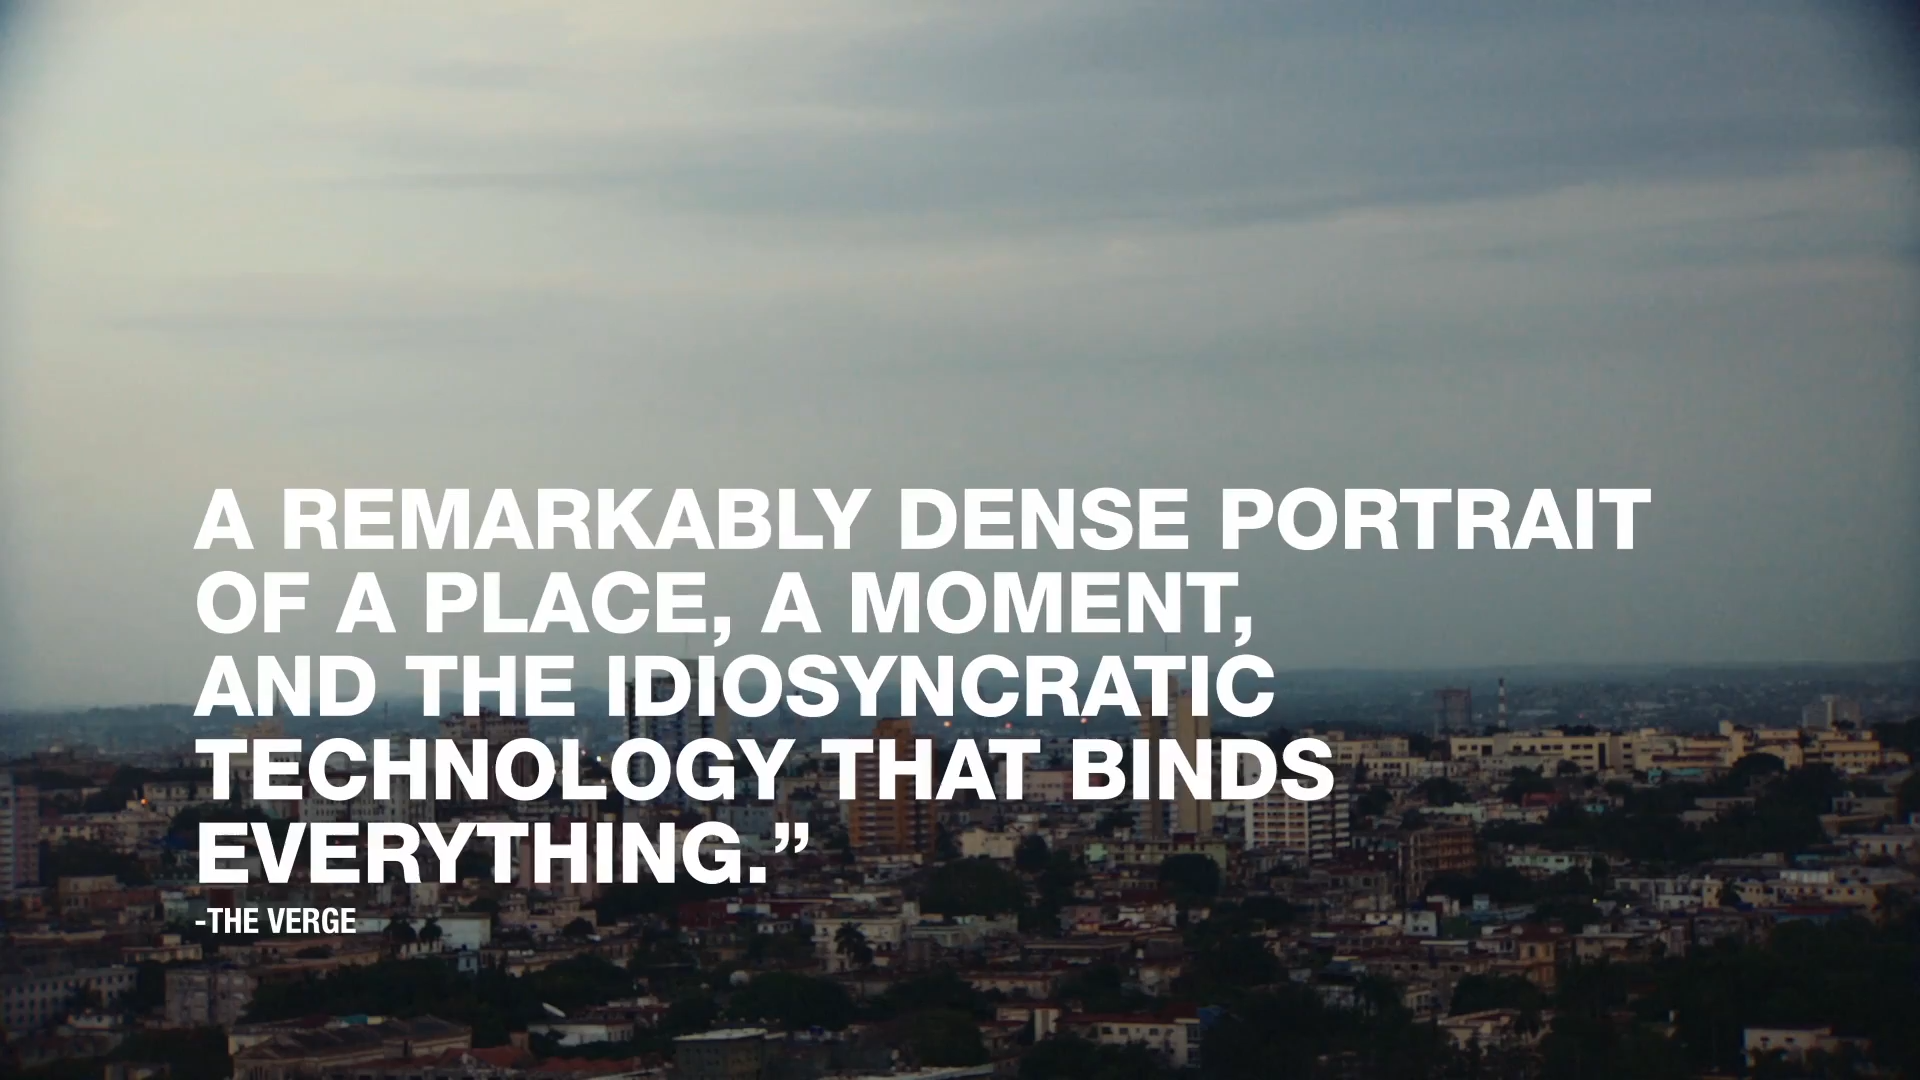 A REMARKABLY DENSE PORTRAIT
OF A PLACE, A MOMENT,
AND THE IDIOSYNCRATIC
TECHNOLOGY THAT BINDS
EVERYTHING.”
-THE VERGE